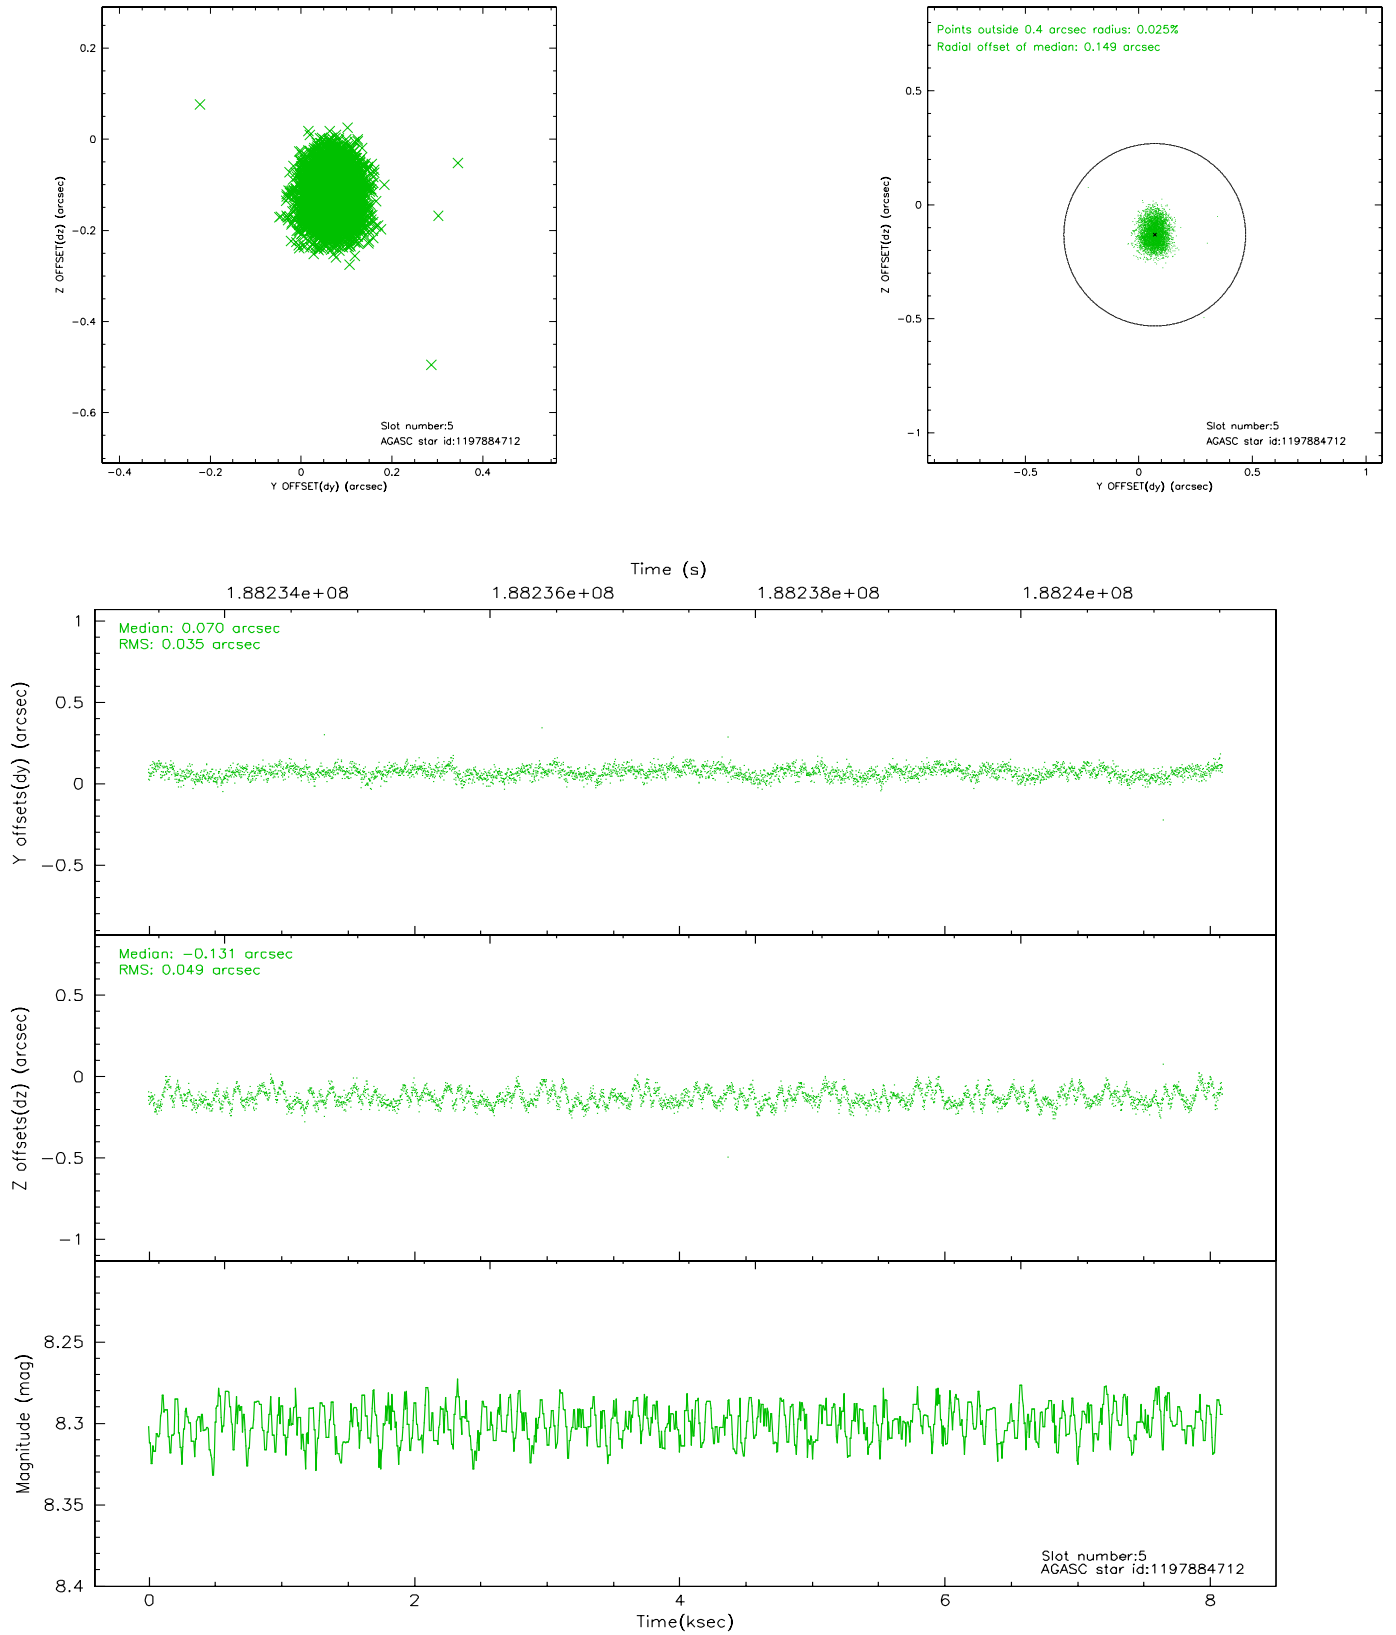 0.2
0
−0.2
−0.4
−0.6
Z OFFSET(dz) (arcsec)
Slot number:5
AGASC star id:1197884712
−0.4 −0.2 0 0.2 0.4
Y OFFSET(dy) (arcsec)
Points outside 0.4 arcsec radius: 0.025%
Radial offset of median: 0.149 arcsec
0.5
0
−0.5
−1
Z OFFSET(dz) (arcsec)
Slot number:5
AGASC star id:1197884712
−0.5 0 0.5 1
Y OFFSET(dy) (arcsec)
Time (s)
1.88234e+08 1.88236e+08 1.88238e+08 1.8824e+08
Median: 0.070 arcsec
RMS: 0.035 arcsec
1
0.5
0
−0.5
Y offsets(dy) (arcsec)
Median: −0.131 arcsec
RMS: 0.049 arcsec
0.5
0
−0.5
−1
Z offsets(dz) (arcsec)
8.25
8.3
8.35
8.4
Magnitude (mag)
Slot number:5
AGASC star id:1197884712
0 2 4 6 8
Time(ksec)